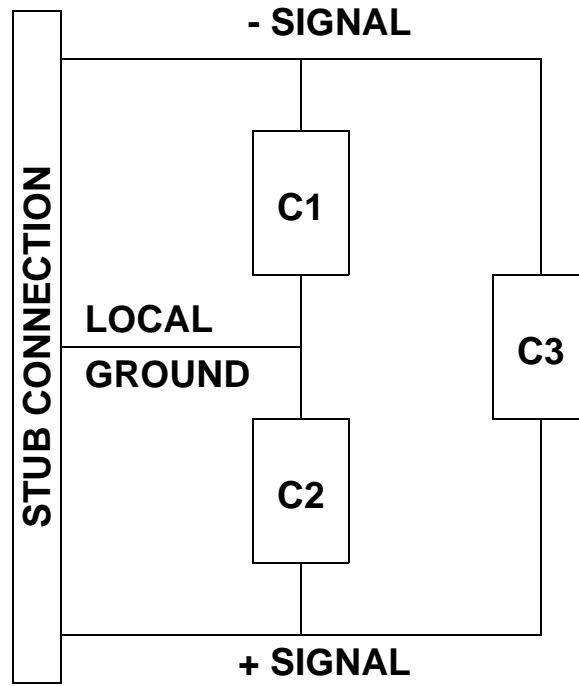 - SIGNAL
STUB CONNECTION
C1
LOCAL
GROUND
C3
C2
+ SIGNAL